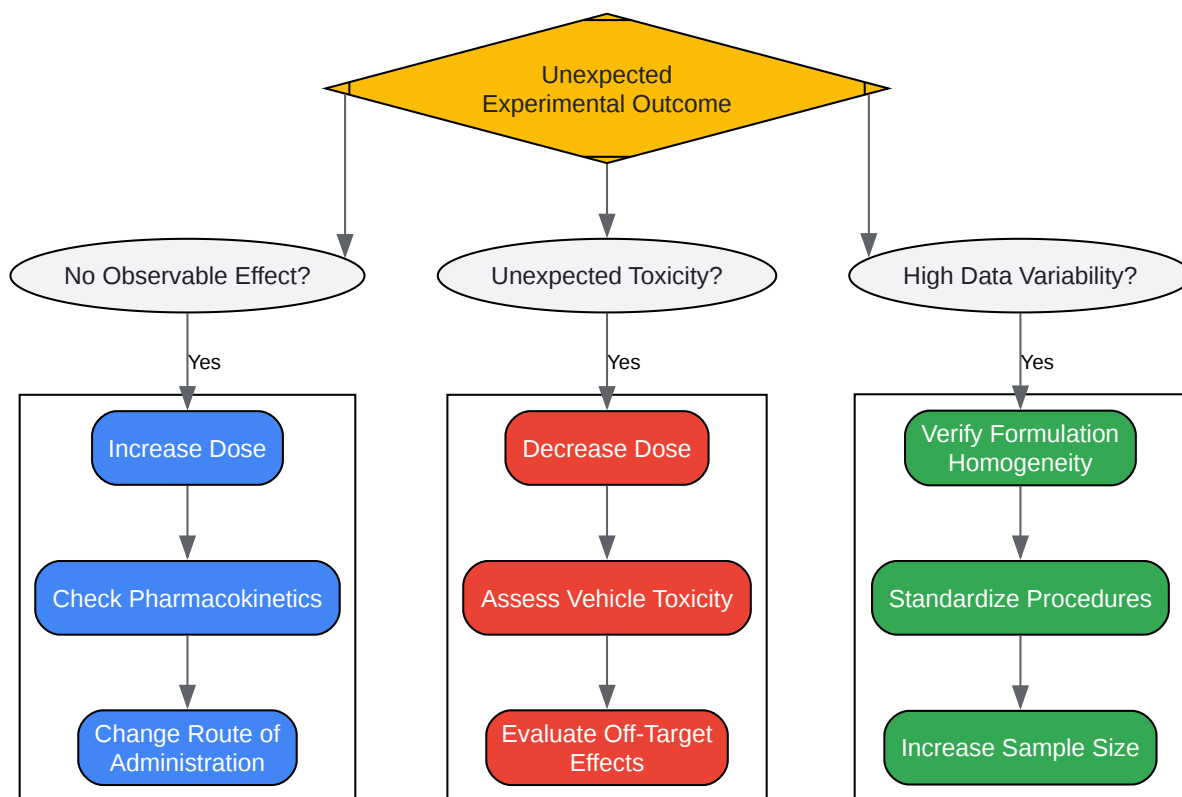 Unexpected
Experimental Outcome
No Observable Effect?
Unexpected Toxicity?
High Data Variability?
Yes
Yes
Yes
Increase Dose
Decrease Dose
Verify Formulation
Homogeneity
Check Pharmacokinetics
Assess Vehicle Toxicity
Standardize Procedures
Change Route of
Administration
Evaluate Off-Target
Effects
Increase Sample Size